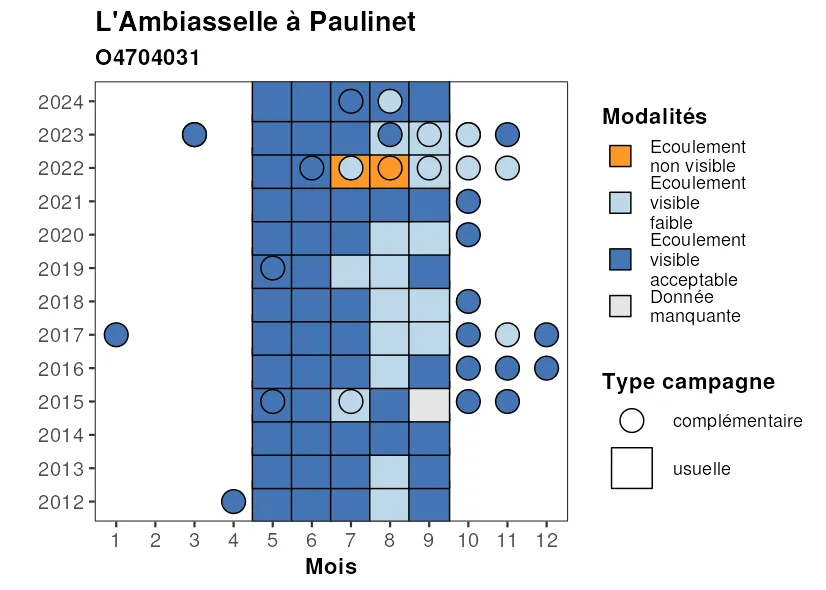 L'Ambiasselle à Paulinet
O4704031
2024
2023
2022
2021
2020
2019
2018
2017
2016
2015
2014
2013
2012
1 2 3 4 5 6 7 8 9 10 11 12
Mois
Modalités
Ecoulement
non visible
Ecoulement
visible
faible
Ecoulement
visible
acceptable
Donnée
manquante
Type campagne
complémentaire
usuelle